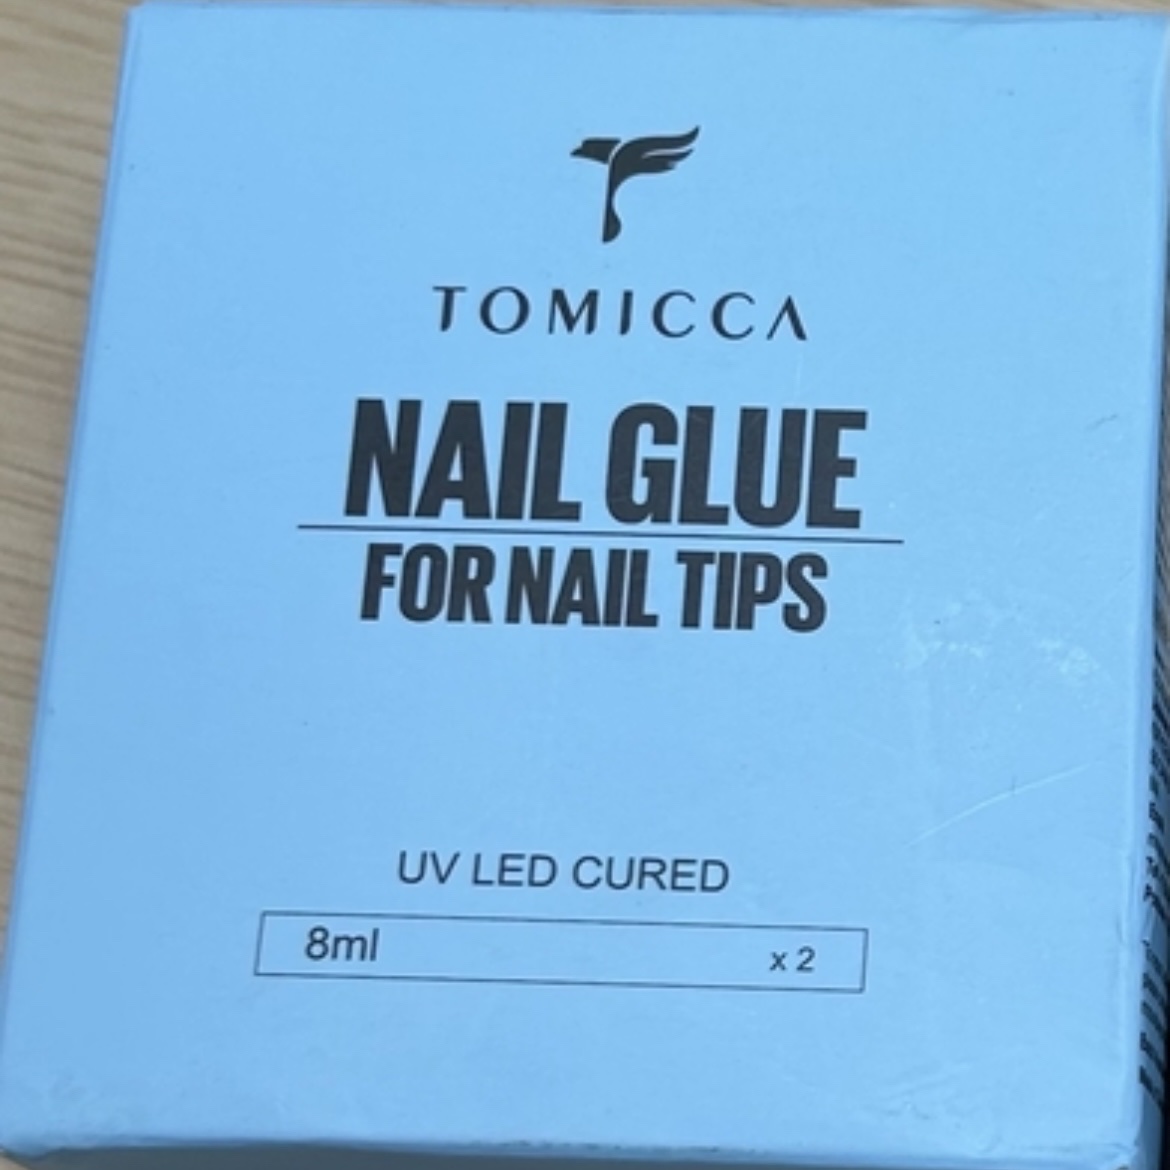 TOMICCA
NAIL GLUE
FOR NAIL TIPS
UV LED CURED
8ml x 2